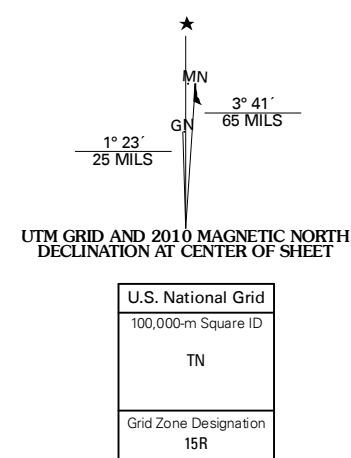 MN
3° 41´
65 MILS
GN
1° 23´
25 MILS
UTM GRID AND 2010 MAGNETIC NORTH
DECLINATION AT CENTER OF SHEET
U.S. National Grid
100,000-m Square ID
TN
Grid Zone Designation
15R